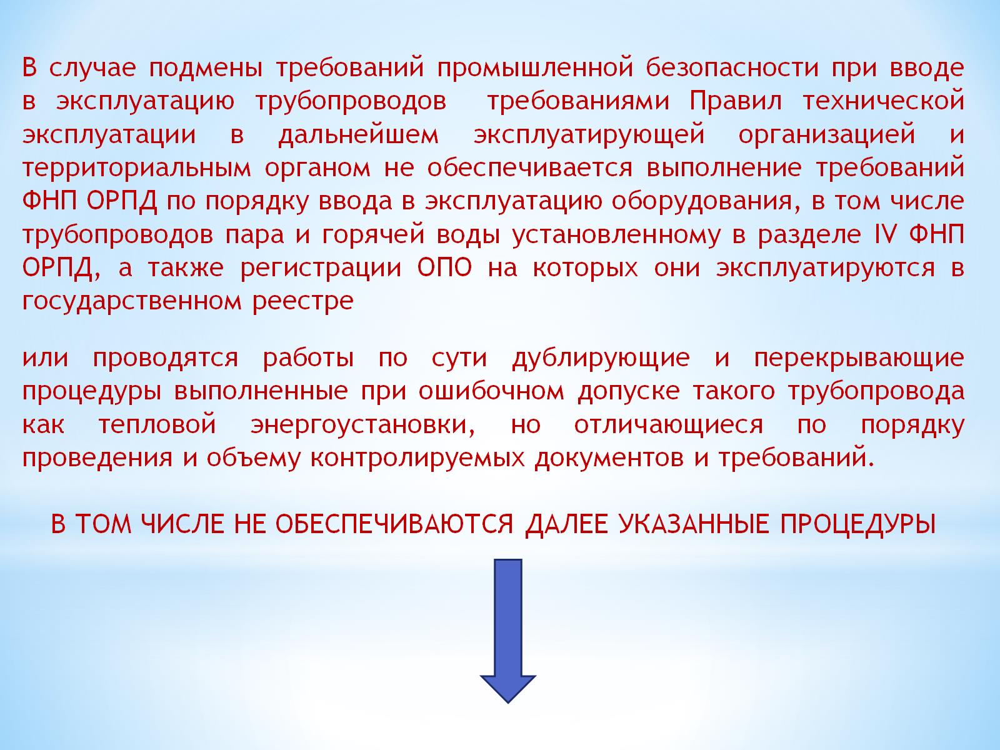 В случае подмены требований промышленной безопасности при вводе
в эксплуатацию трубопроводов требованиями Правил технической
эксплуатации в дальнейшем эксплуатирующей организацией и
территориальным органом не обеспечивается выполнение требований
ФНП ОРПД по порядку ввода в эксплуатацию оборудования, в том числе
трубопроводов пара и горячей воды установленному в разделе IV ФНП
ОРПД, а также регистрации ОПО на которых они эксплуатируются в
государственном реестре
или проводятся работы по сути дублирующие и перекрывающие
процедуры выполненные при ошибочном допуске такого трубопровода
как тепловой энергоустановки, но отличающиеся по порядку
проведения и объему контролируемых документов и требований.
В ТОМ ЧИСЛЕ НЕ ОБЕСПЕЧИВАЮТСЯ ДАЛЕЕ УКАЗАННЫЕ ПРОЦЕДУРЫ